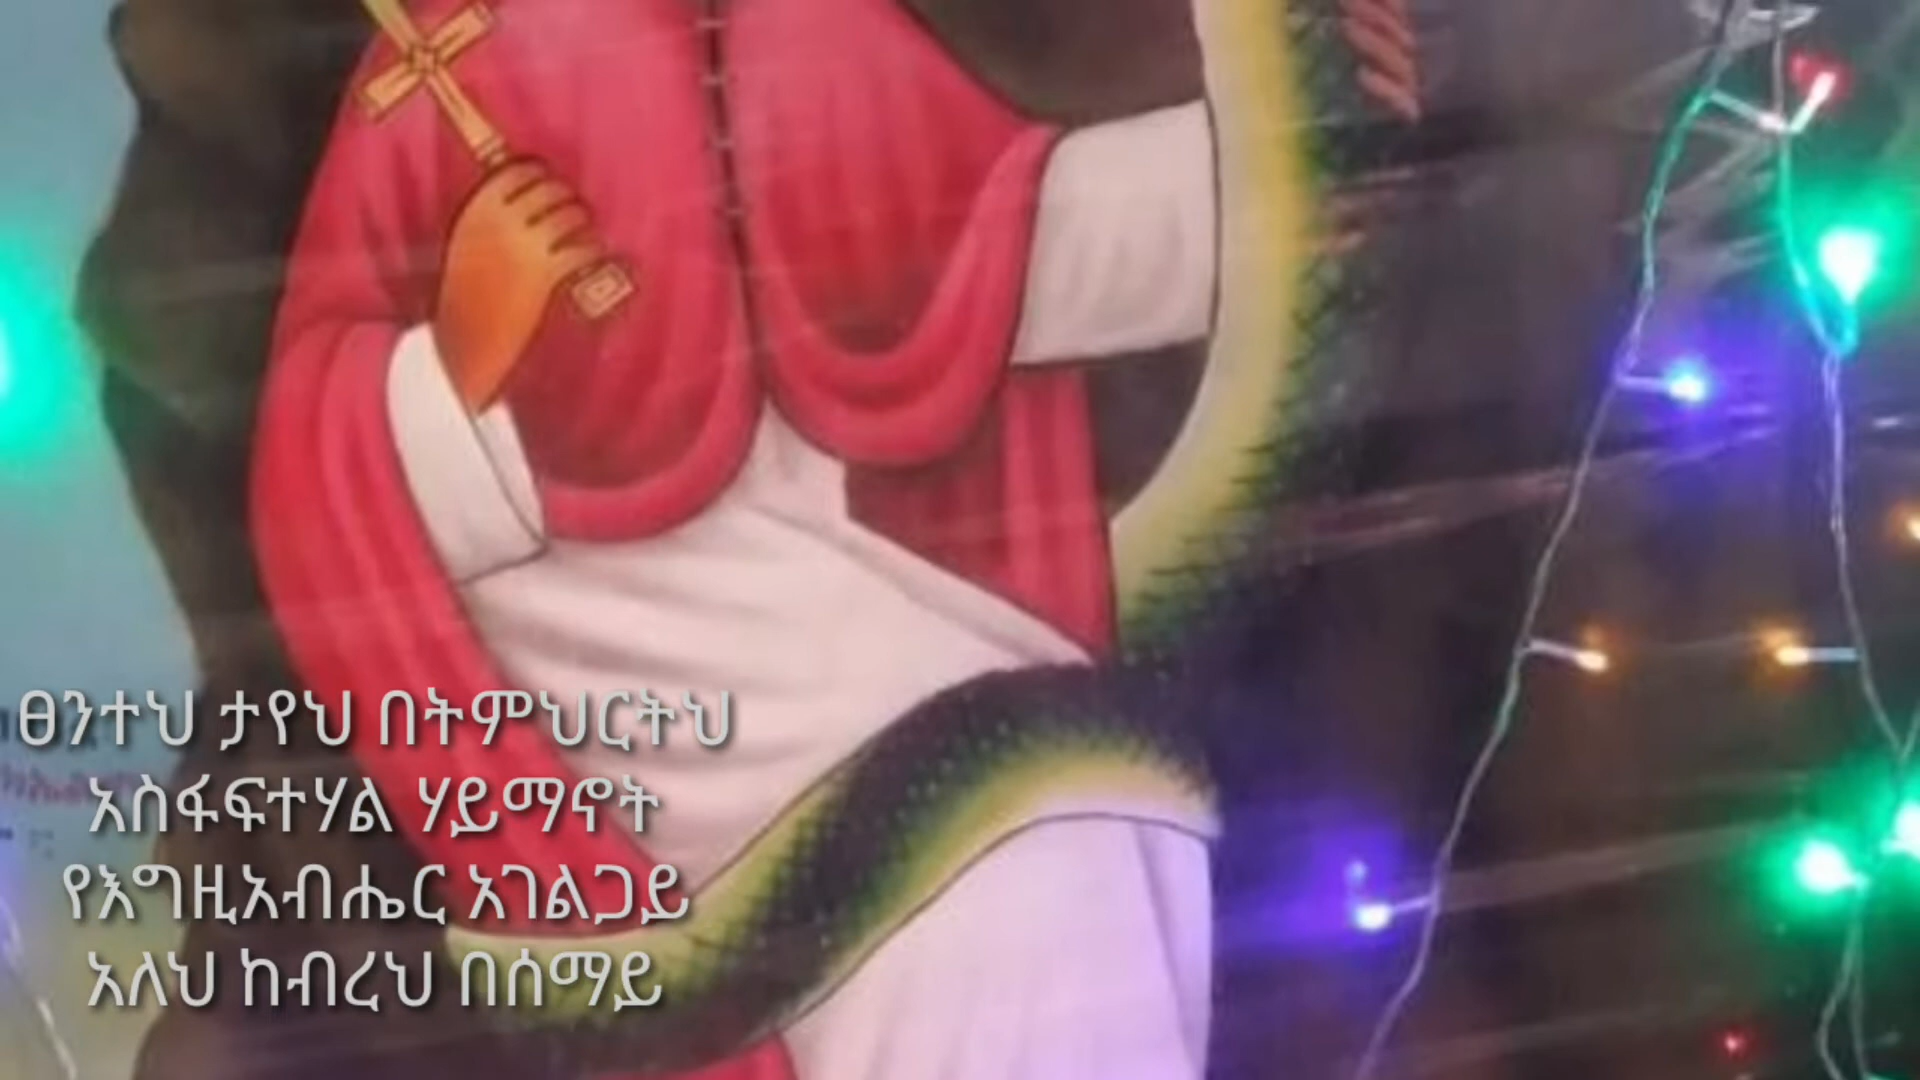 ፀንተህ ታየህ በትምህርትህ
አስፋፍተሃል ሃይማኖት
የእግዚአብሔር አገልጋይ
አለህ ከብረህ በሰማይ